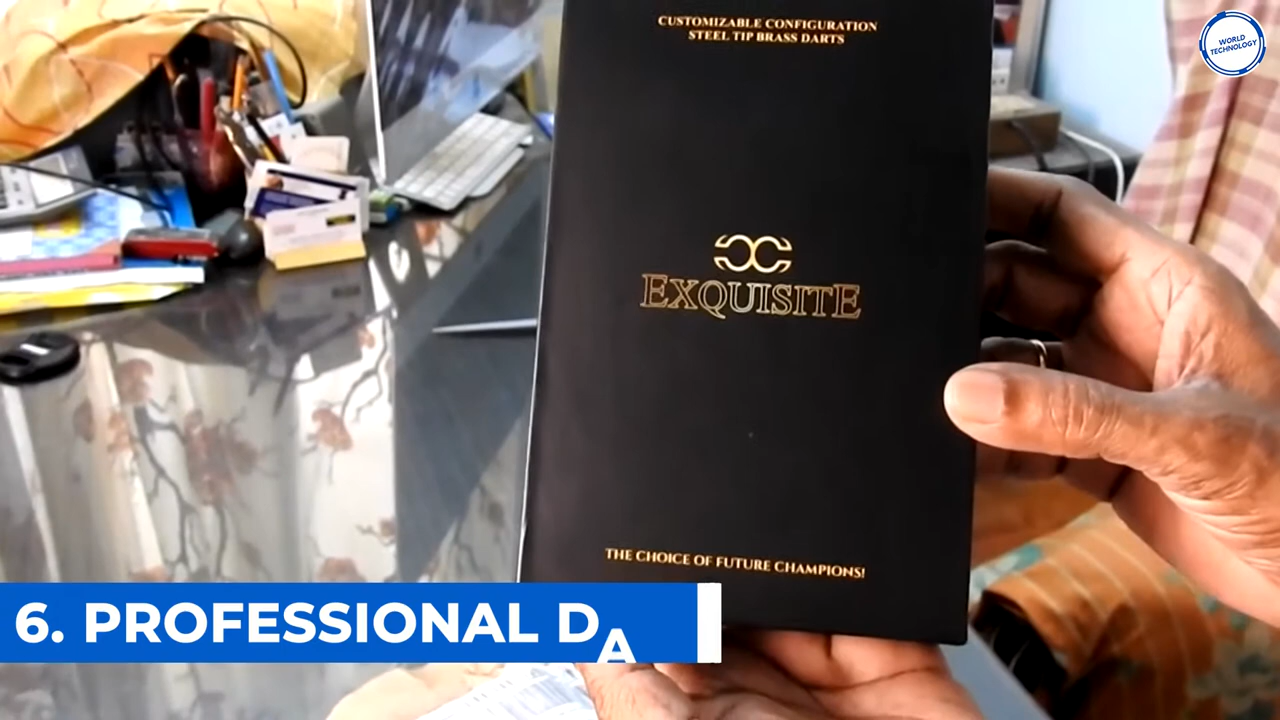 CUSTOMIZABLE CONFIGURATION
STEEL TIP BRASS DARTS
WORLD
TECHNOLOGY
EXQUISITE
THE CHOICE OF FUTURE CHAMPIONS!
6. PROFESSIONAL DA